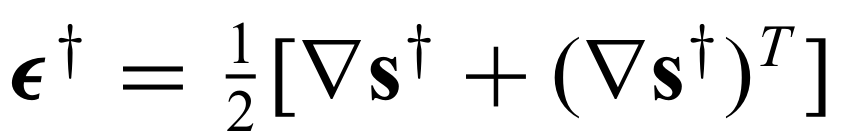 ϵ† = ½[∇s† + (∇s†)ᵀ]